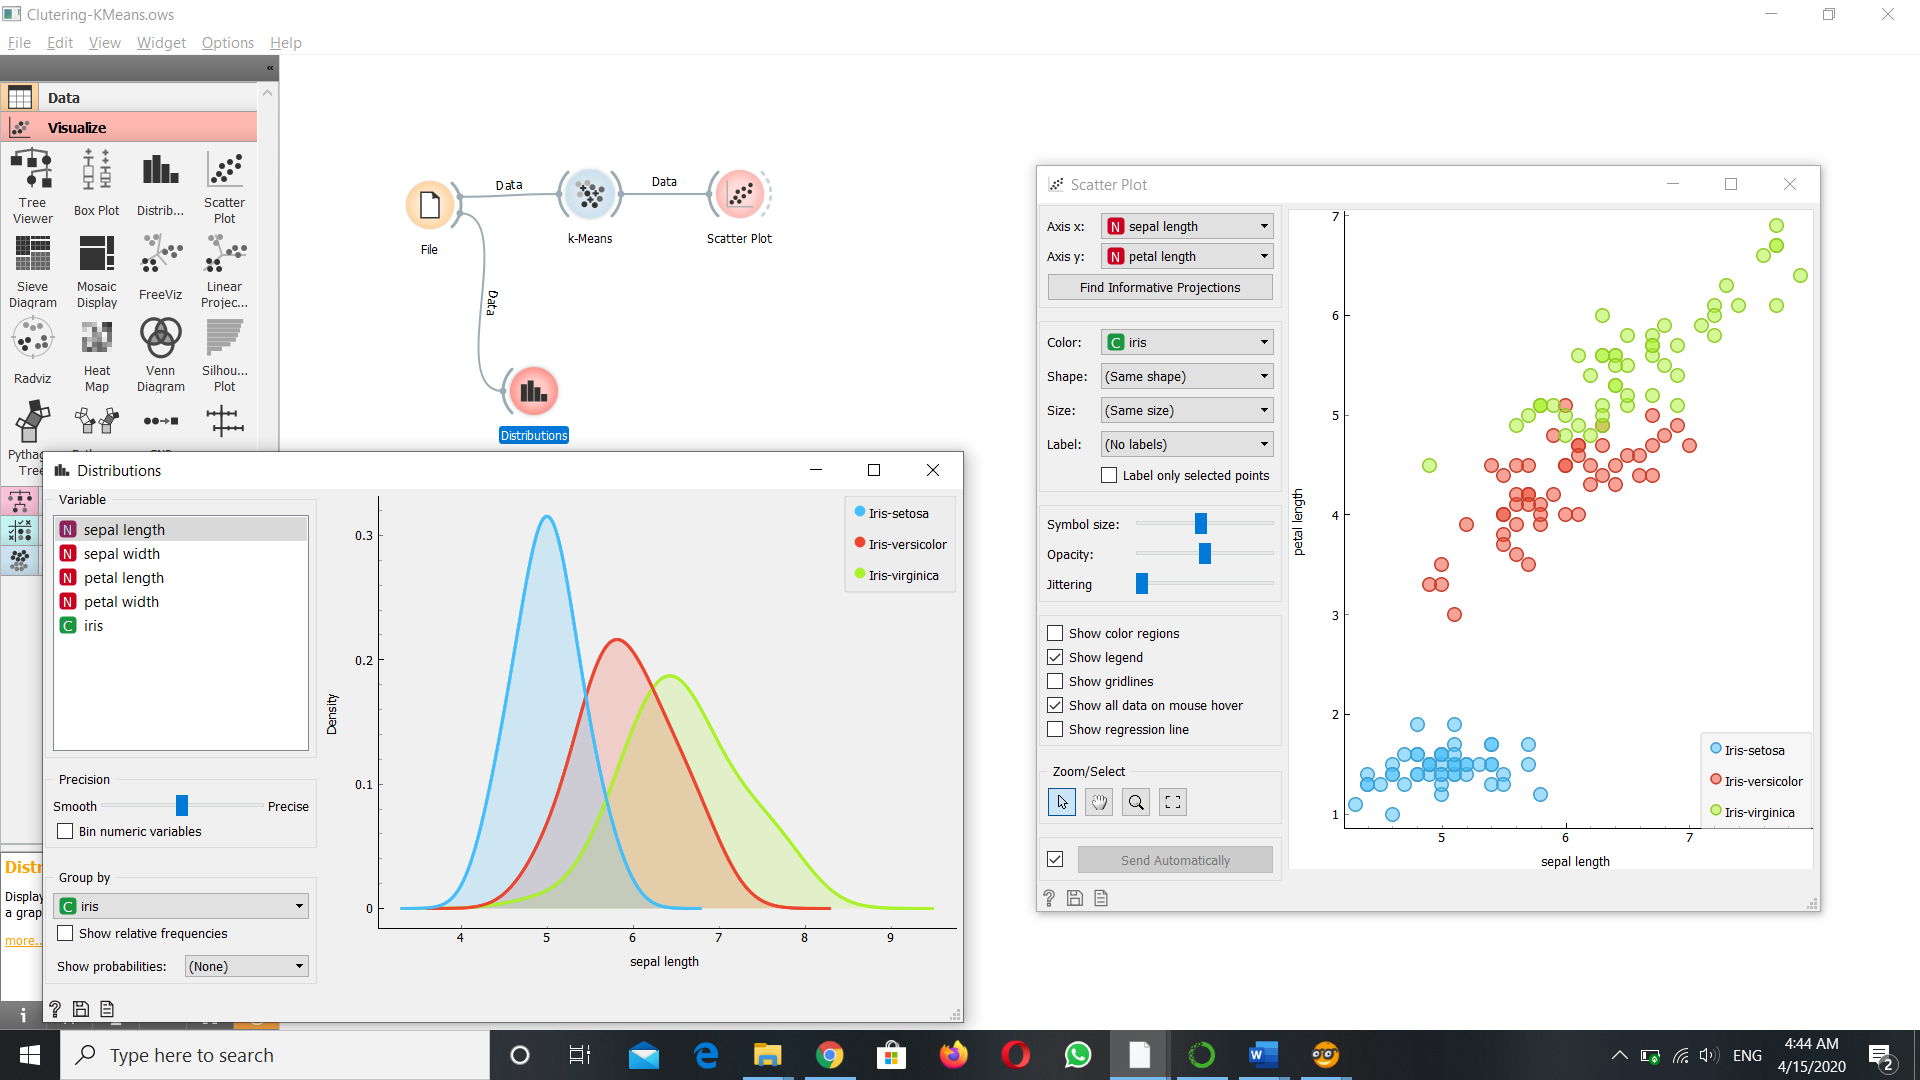 Clutering-KMeans.ows
File Edit View Widget Options Help
«
Data
Visualize
Tree Viewer
Box Plot
Distrib...
Scatter Plot
Sieve Diagram
Mosaic Display
FreeViz
Linear Projec...
Radviz
Heat Map
Venn Diagram
Silhou... Plot
File
Data
k-Means
Data
Scatter Plot
Data
Distributions
Distributions
Variable
N sepal length
N sepal width
N petal length
N petal width
C iris
Precision
Smooth Precise
Bin numeric variables
Group by
C iris
Show relative frequencies
Show probabilities: (None)
?
Density
0.3
0.2
0.1
0
4 5 6 7 8 9
sepal length
Iris-setosa
Iris-versicolor
Iris-virginica
more..
i
Scatter Plot
Axis x: N sepal length
Axis y: N petal length
Find Informative Projections
Color: C iris
Shape: (Same shape)
Size: (Same size)
Label: (No labels)
Label only selected points
Symbol size:
Opacity:
Jittering
Show color regions
Show legend
Show gridlines
Show all data on mouse hover
Show regression line
Zoom/Select
Send Automatically
?
petal length
7
6
5
4
3
2
1
5 6 7
sepal length
Iris-setosa
Iris-versicolor
Iris-virginica
Type here to search
ENG
4:44 AM
4/15/2020
2